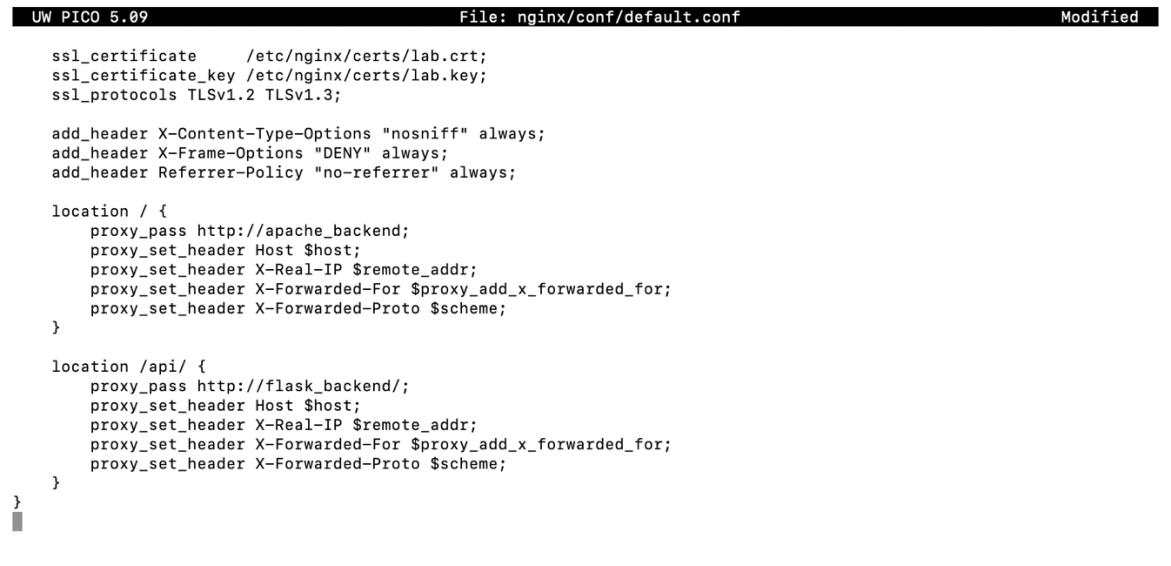 UW PICO 5.09 File: nginx/conf/default.conf Modified
ssl_certificate /etc/nginx/certs/lab.crt;
ssl_certificate_key /etc/nginx/certs/lab.key;
ssl_protocols TLSv1.2 TLSv1.3;
add_header X-Content-Type-Options "nosniff" always;
add_header X-Frame-Options "DENY" always;
add_header Referrer-Policy "no-referrer" always;
location / {
proxy_pass http://apache_backend;
proxy_set_header Host $host;
proxy_set_header X-Real-IP $remote_addr;
proxy_set_header X-Forwarded-For $proxy_add_x_forwarded_for;
proxy_set_header X-Forwarded-Proto $scheme;
}
location /api/ {
proxy_pass http://flask_backend/;
proxy_set_header Host $host;
proxy_set_header X-Real-IP $remote_addr;
proxy_set_header X-Forwarded-For $proxy_add_x_forwarded_for;
proxy_set_header X-Forwarded-Proto $scheme;
}
}